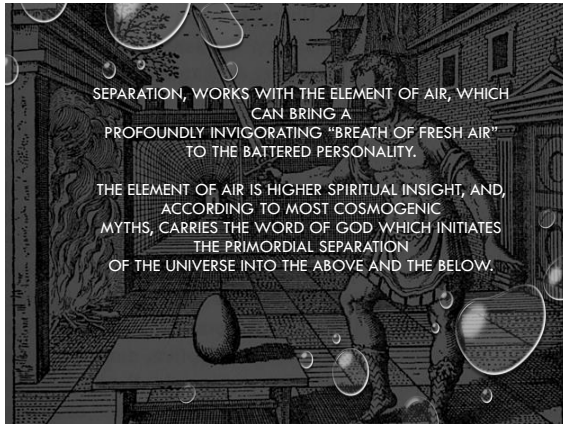 SEPARATION, WORKS WITH THE ELEMENT OF AIR, WHICH
CAN BRING A
PROFOUNDLY INVIGORATING “BREATH OF FRESH AIR”
TO THE BATTERED PERSONALITY.
THE ELEMENT OF AIR IS HIGHER SPIRITUAL INSIGHT, AND,
ACCORDING TO MOST COSMOGENIC
MYTHS, CARRIES THE WORD OF GOD WHICH INITIATES
THE PRIMORDIAL SEPARATION
OF THE UNIVERSE INTO THE ABOVE AND THE BELOW.